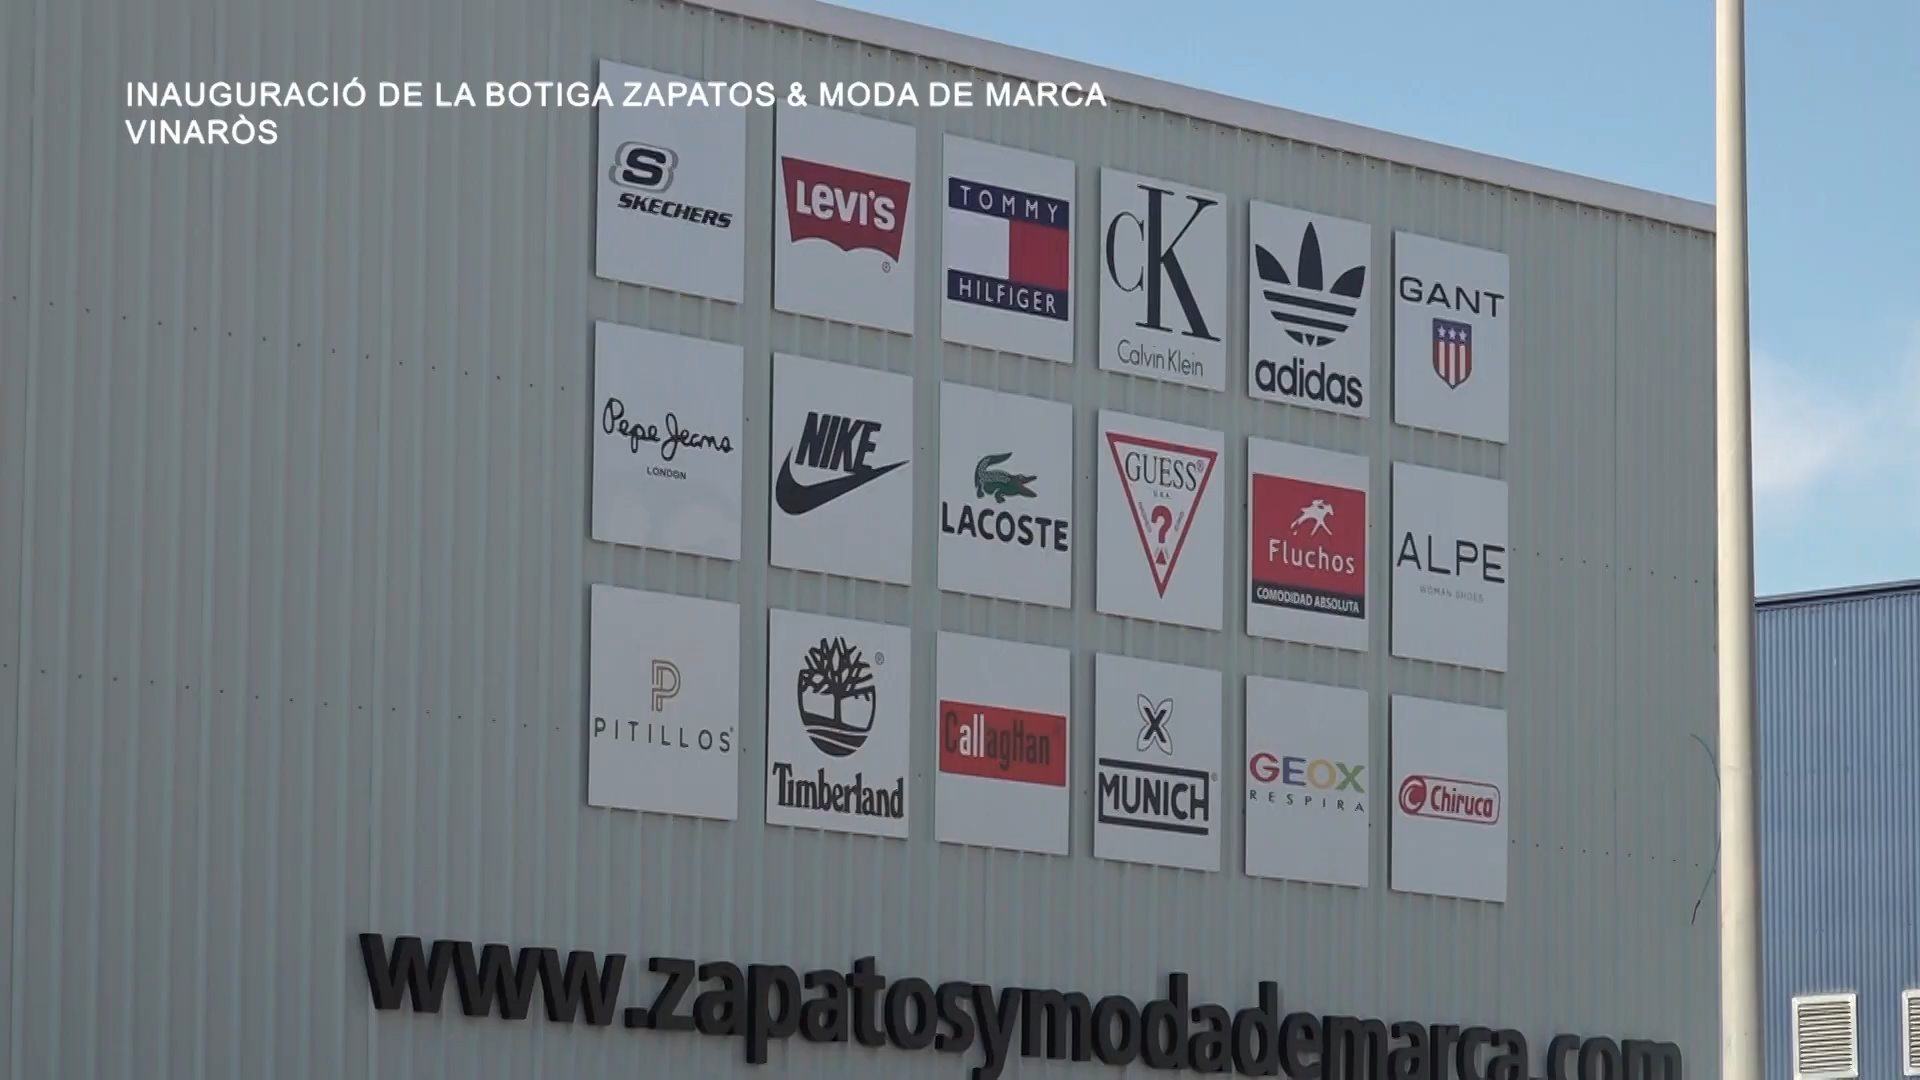 INAUGURACIÓ DE LA BOTIGA ZAPATOS & MODA DE MARCA
VINARÒS
S
SKECHERS
LEVI'S
®
TOMMY
HILFIGER
CK
Calvin Klein
adidas
GANT
Pepe Jeans
LONDON
NIKE
LACOSTE
GUESS®
U.S.A.
?
Fluchos
COMODIDAD ABSOLUTA
ALPE
WOMAN SHOES
P
PITILLOS®
®
Timberland
CallagHan®
X
MUNICH®
GEOX
RESPIRA
Chiruca
www.zapatosymodademarca.com